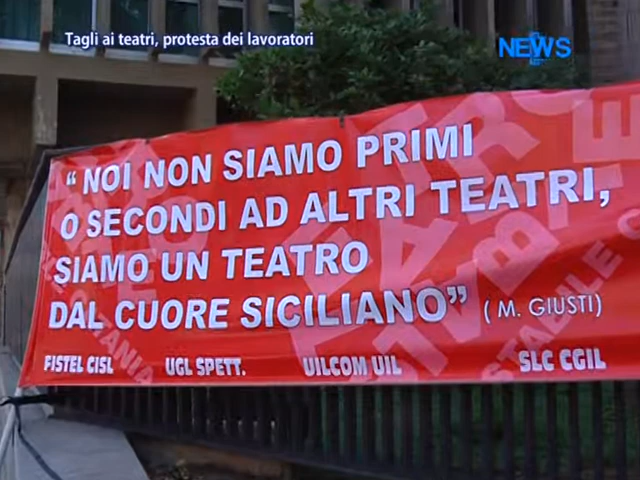 Tagli ai teatri, protesta dei lavoratori
NEWS
“ NOI NON SIAMO PRIMI
O SECONDI AD ALTRI TEATRI,
SIAMO UN TEATRO
DAL CUORE SICILIANO” ( M. GIUSTI)
FISTEL CISL UGL SPETT. UILCOM UIL SLC CGIL